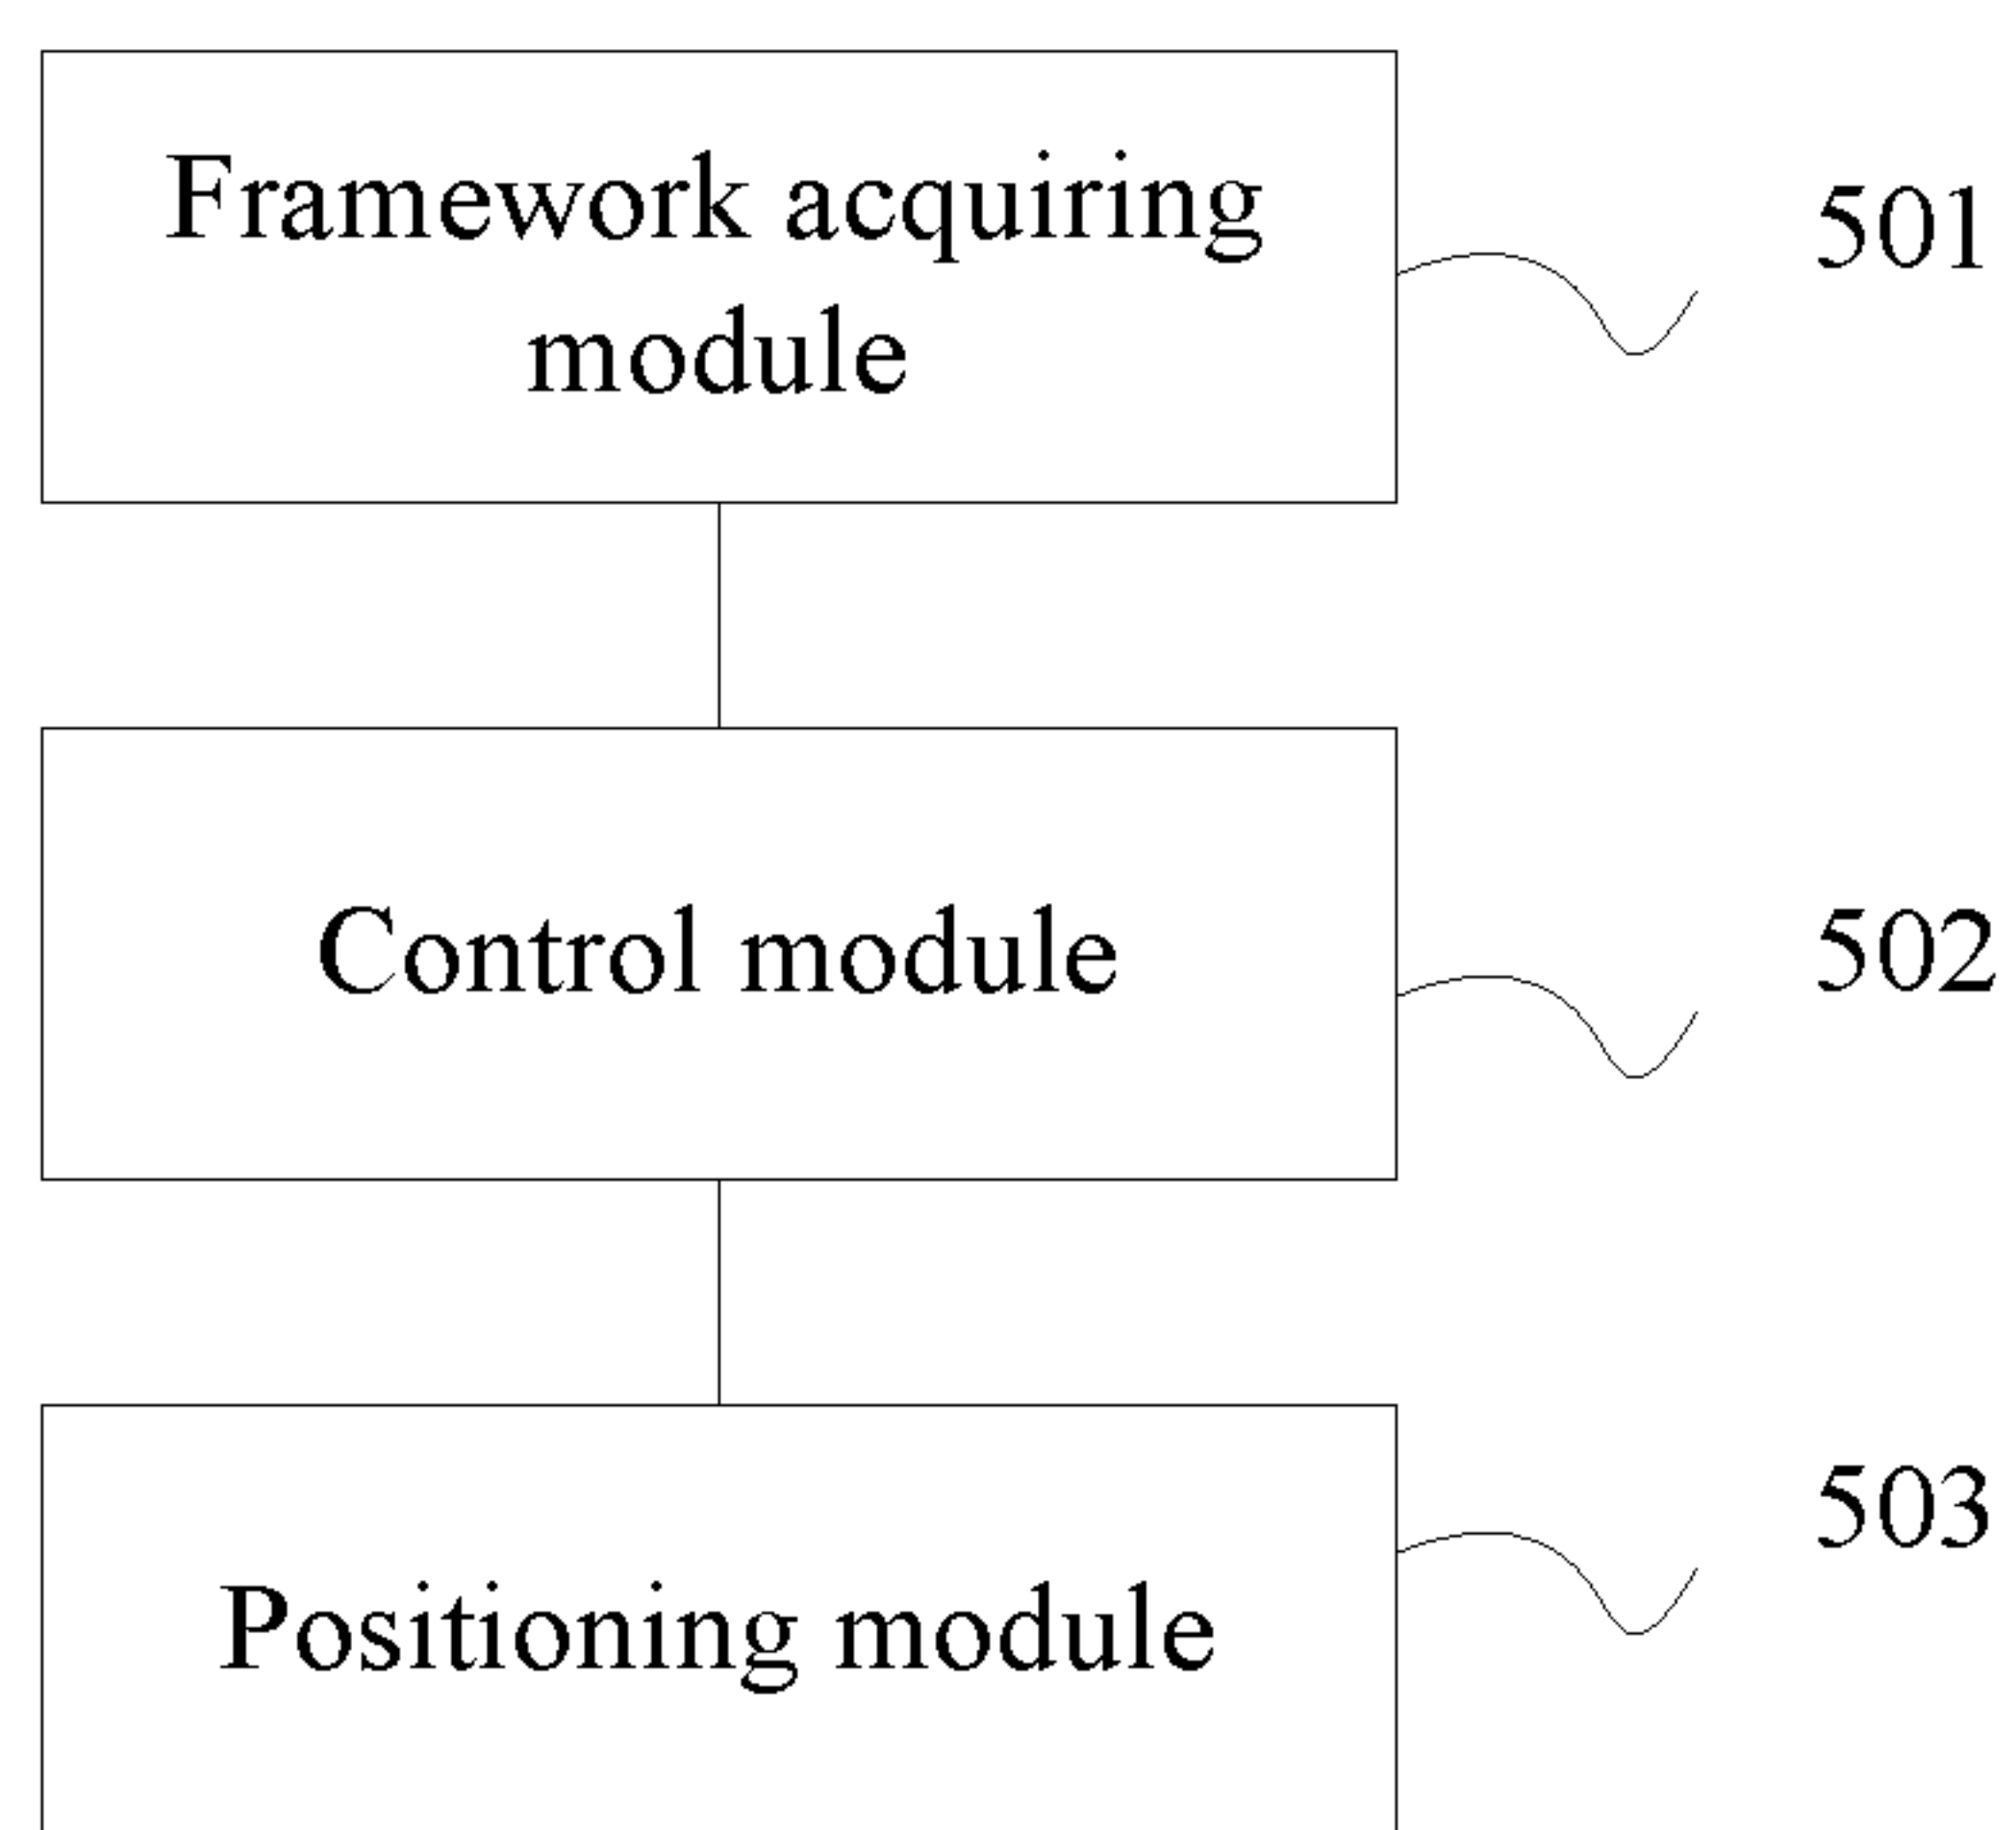 Framework acquiring
module
501
Control module
502
Positioning module
503